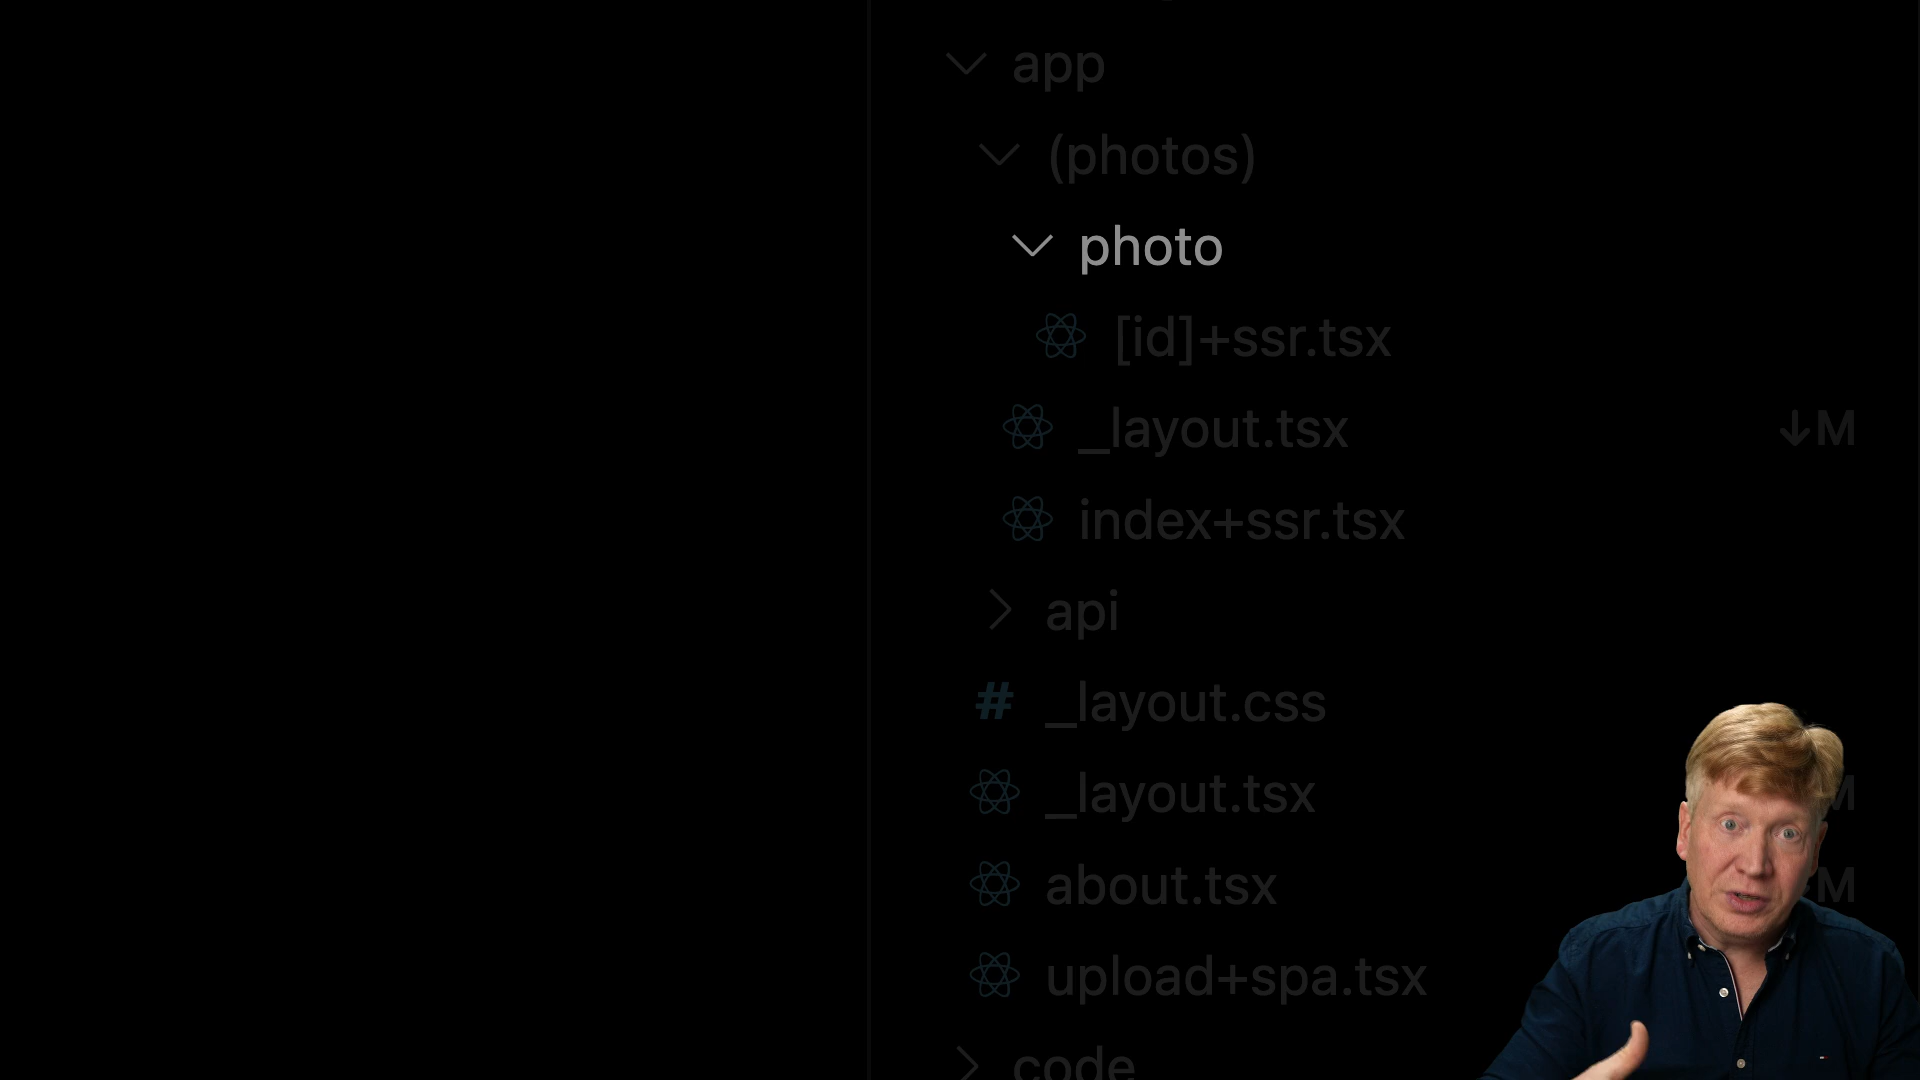 app
(photos)
photo
[id]+ssr.tsx
_layout.tsx ↓M
index+ssr.tsx
api
# _layout.css
_layout.tsx M
about.tsx M
upload+spa.tsx
code